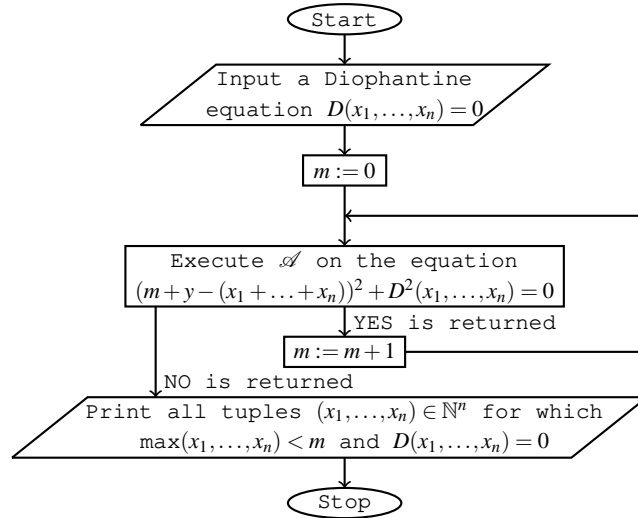 Start
Input a Diophantine
equation D(x₁,…,xₙ)=0
m:=0
Execute 𝒜 on the equation
(m+y−(x₁+…+xₙ))²+D²(x₁,…,xₙ)=0
YES is returned
m:=m+1
NO is returned
Print all tuples (x₁,…,xₙ)∈ℕⁿ for which
max(x₁,…,xₙ)<m and D(x₁,…,xₙ)=0
Stop